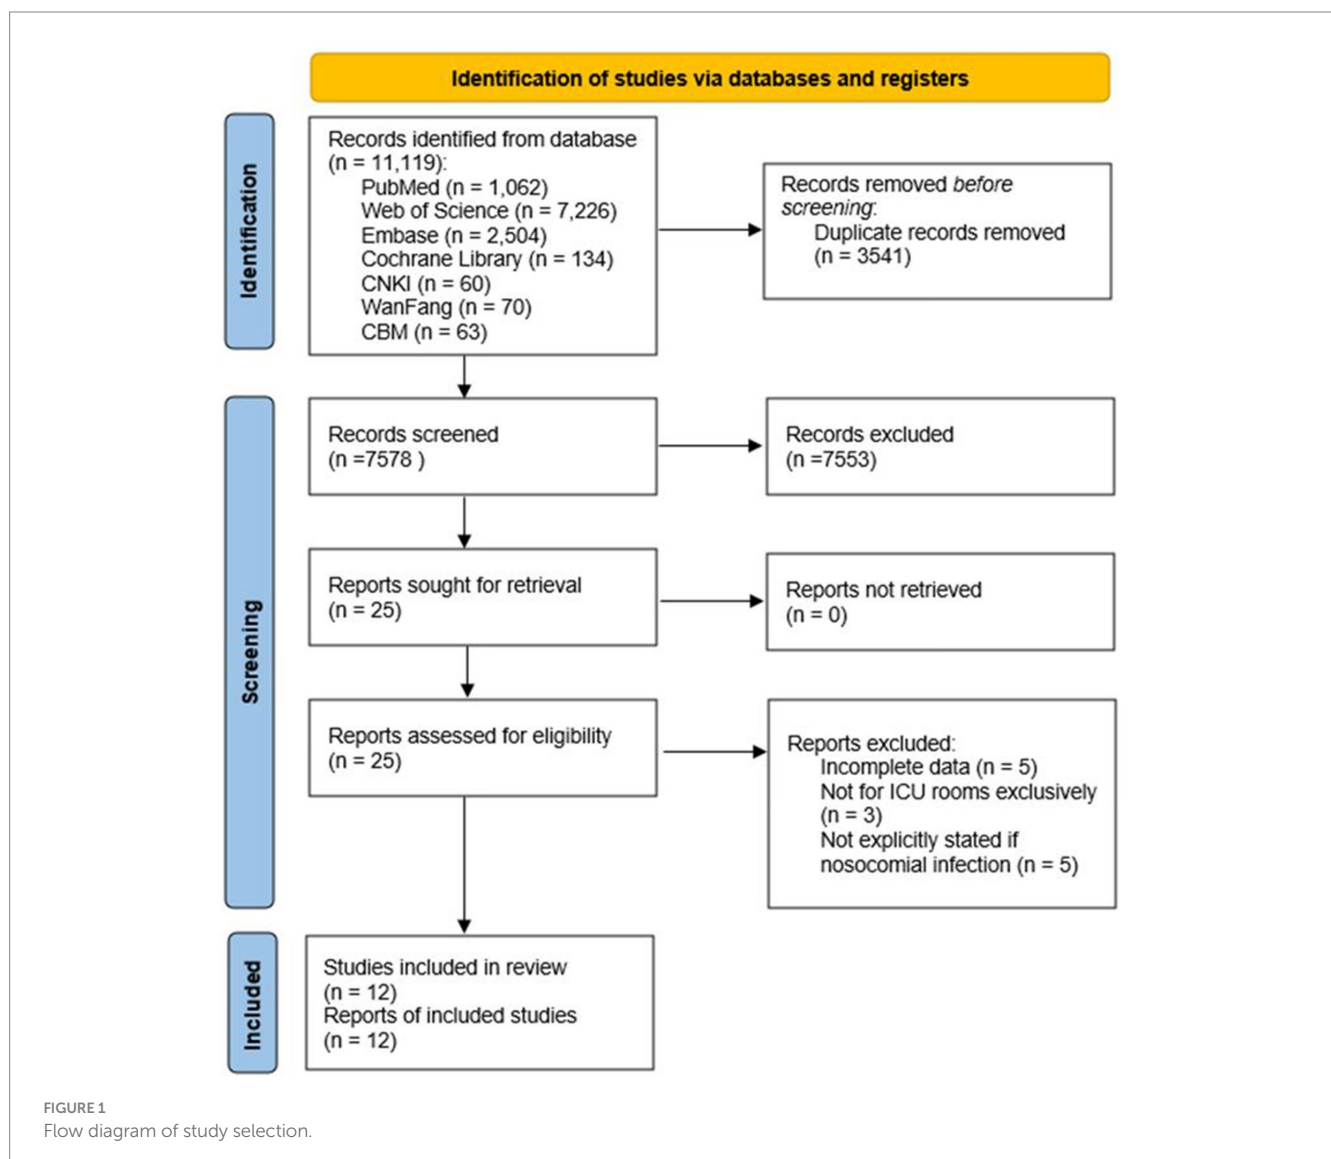 Identification of studies via databases and registers
Identification
Records identified from database
(n = 11,119):
PubMed (n = 1,062)
Web of Science (n = 7,226)
Embase (n = 2,504)
Cochrane Library (n = 134)
CNKI (n = 60)
WanFang (n = 70)
CBM (n = 63)
Records removed before
screening:
Duplicate records removed
(n = 3541)
Screening
Records screened
(n =7578 )
Records excluded
(n =7553)
Reports sought for retrieval
(n = 25)
Reports not retrieved
(n = 0)
Reports assessed for eligibility
(n = 25)
Reports excluded:
Incomplete data (n = 5)
Not for ICU rooms exclusively
(n = 3)
Not explicitly stated if
nosocomial infection (n = 5)
Included
Studies included in review
(n = 12)
Reports of included studies
(n = 12)
FIGURE 1
Flow diagram of study selection.